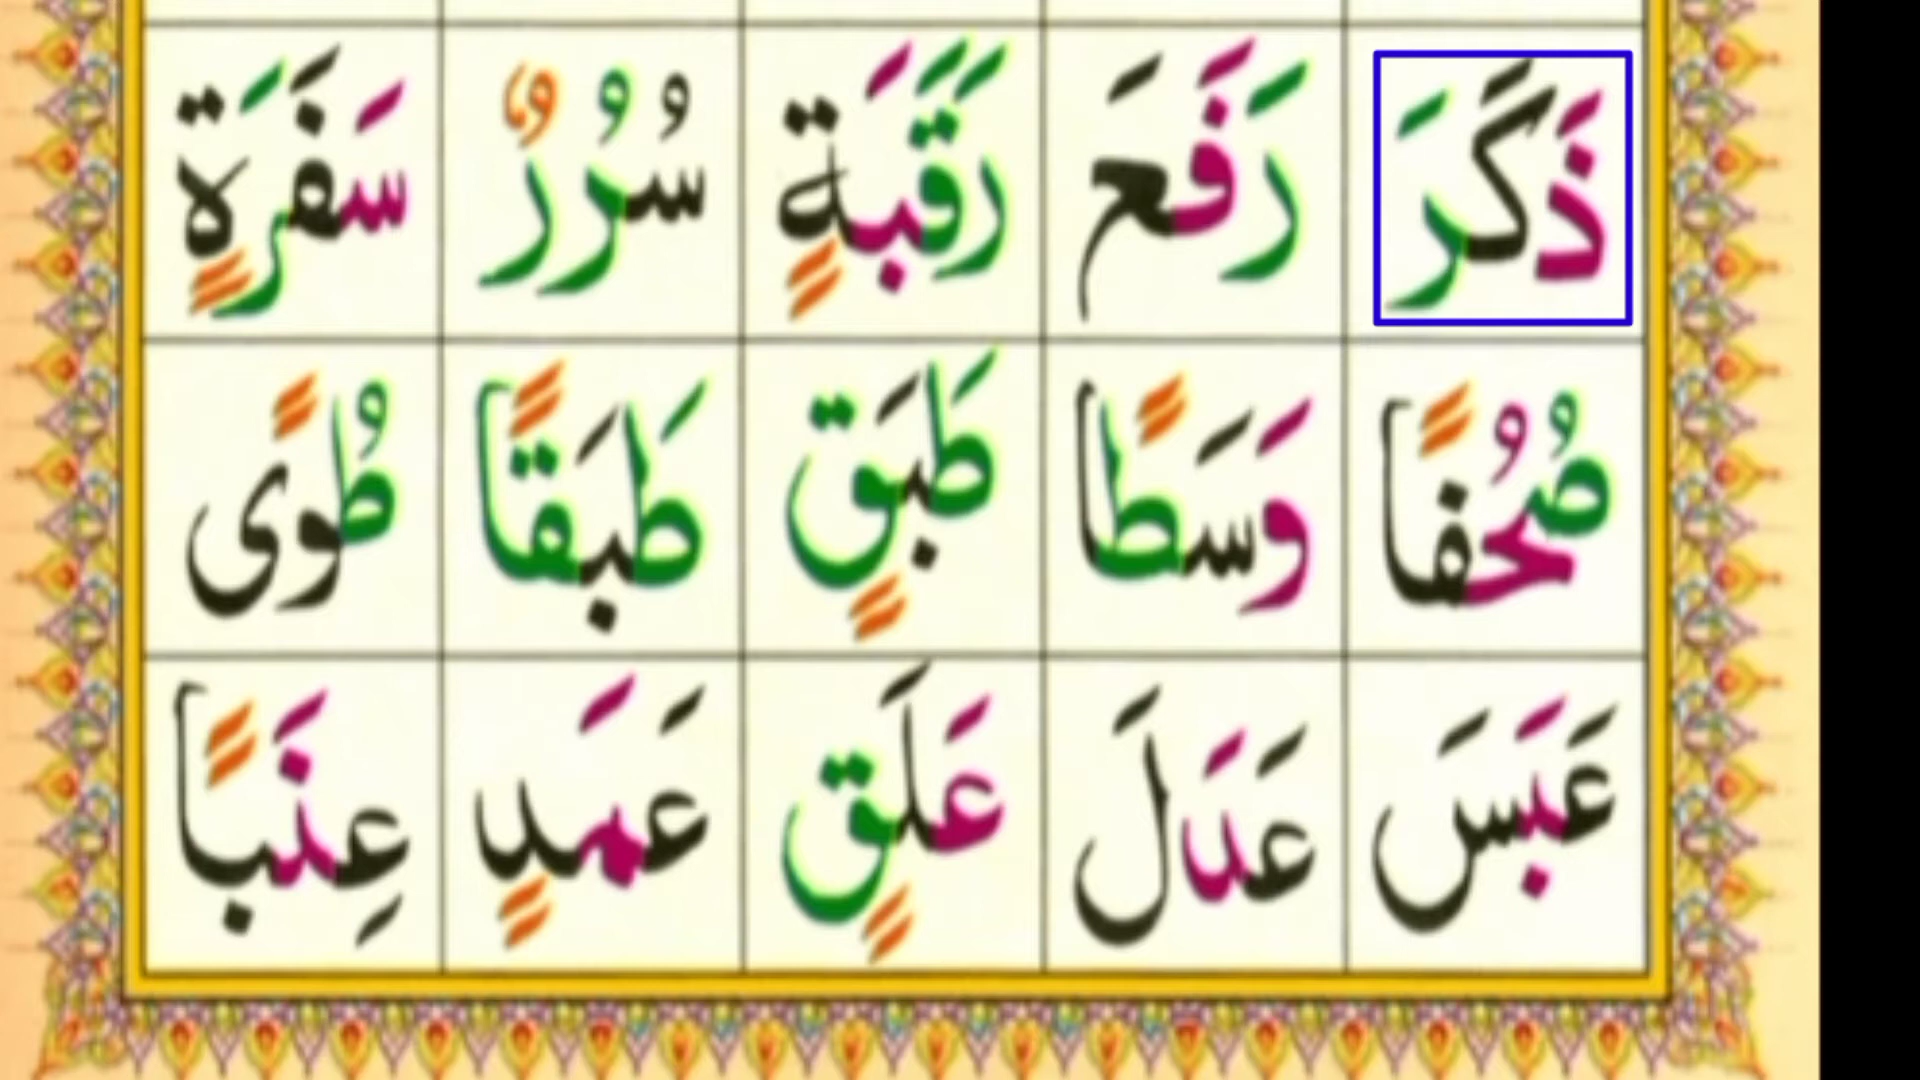 ذَكَرَ رَفَعَ رَقَبَةٍ سُرُرٌ سَفَرَةٍ
صُحُفًا وَسَطًا طَبَقٍ طَبَقًا طُوًى
عَبَسَ عَدَلَ عَلَقٍ عَمَدٍ عِنَبًا